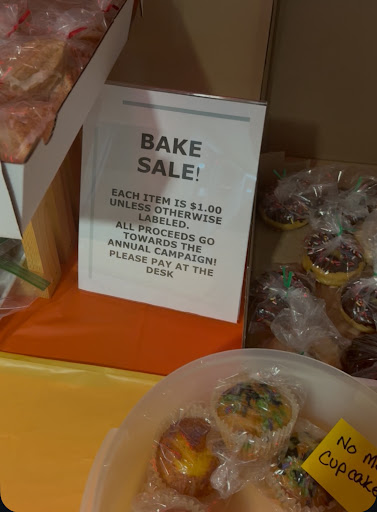 BAKE
SALE!
EACH ITEM IS $1.00
UNLESS OTHERWISE
LABELED.
ALL PROCEEDS GO
TOWARDS THE
ANNUAL CAMPAIGN!
PLEASE PAY AT THE
DESK
No